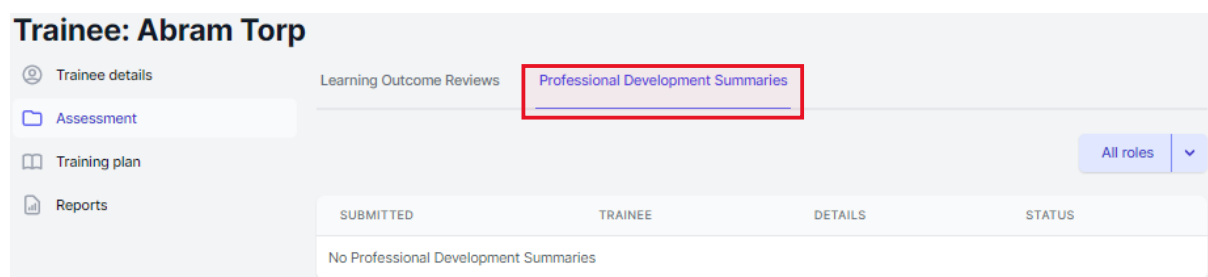 Trainee: Abram Torp
Trainee details
Assessment
Training plan
Reports
Learning Outcome Reviews
Professional Development Summaries
All roles
SUBMITTED TRAINEE DETAILS STATUS
No Professional Development Summaries